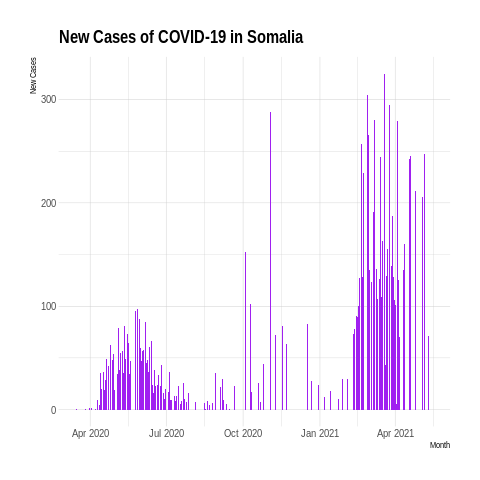 New Cases of COVID-19 in Somalia
New Cases
300
200
100
0
Apr 2020 Jul 2020 Oct 2020 Jan 2021 Apr 2021
Month